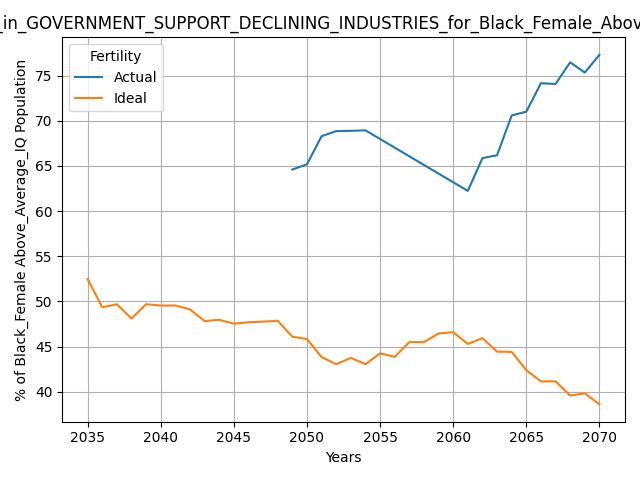 _in_GOVERNMENT_SUPPORT_DECLINING_INDUSTRIES_for_Black_Female_Abov
Fertility
Actual
Ideal
% of Black_Female Above_Average_IQ Population
75
70
65
60
55
50
45
40
2035 2040 2045 2050 2055 2060 2065 2070
Years